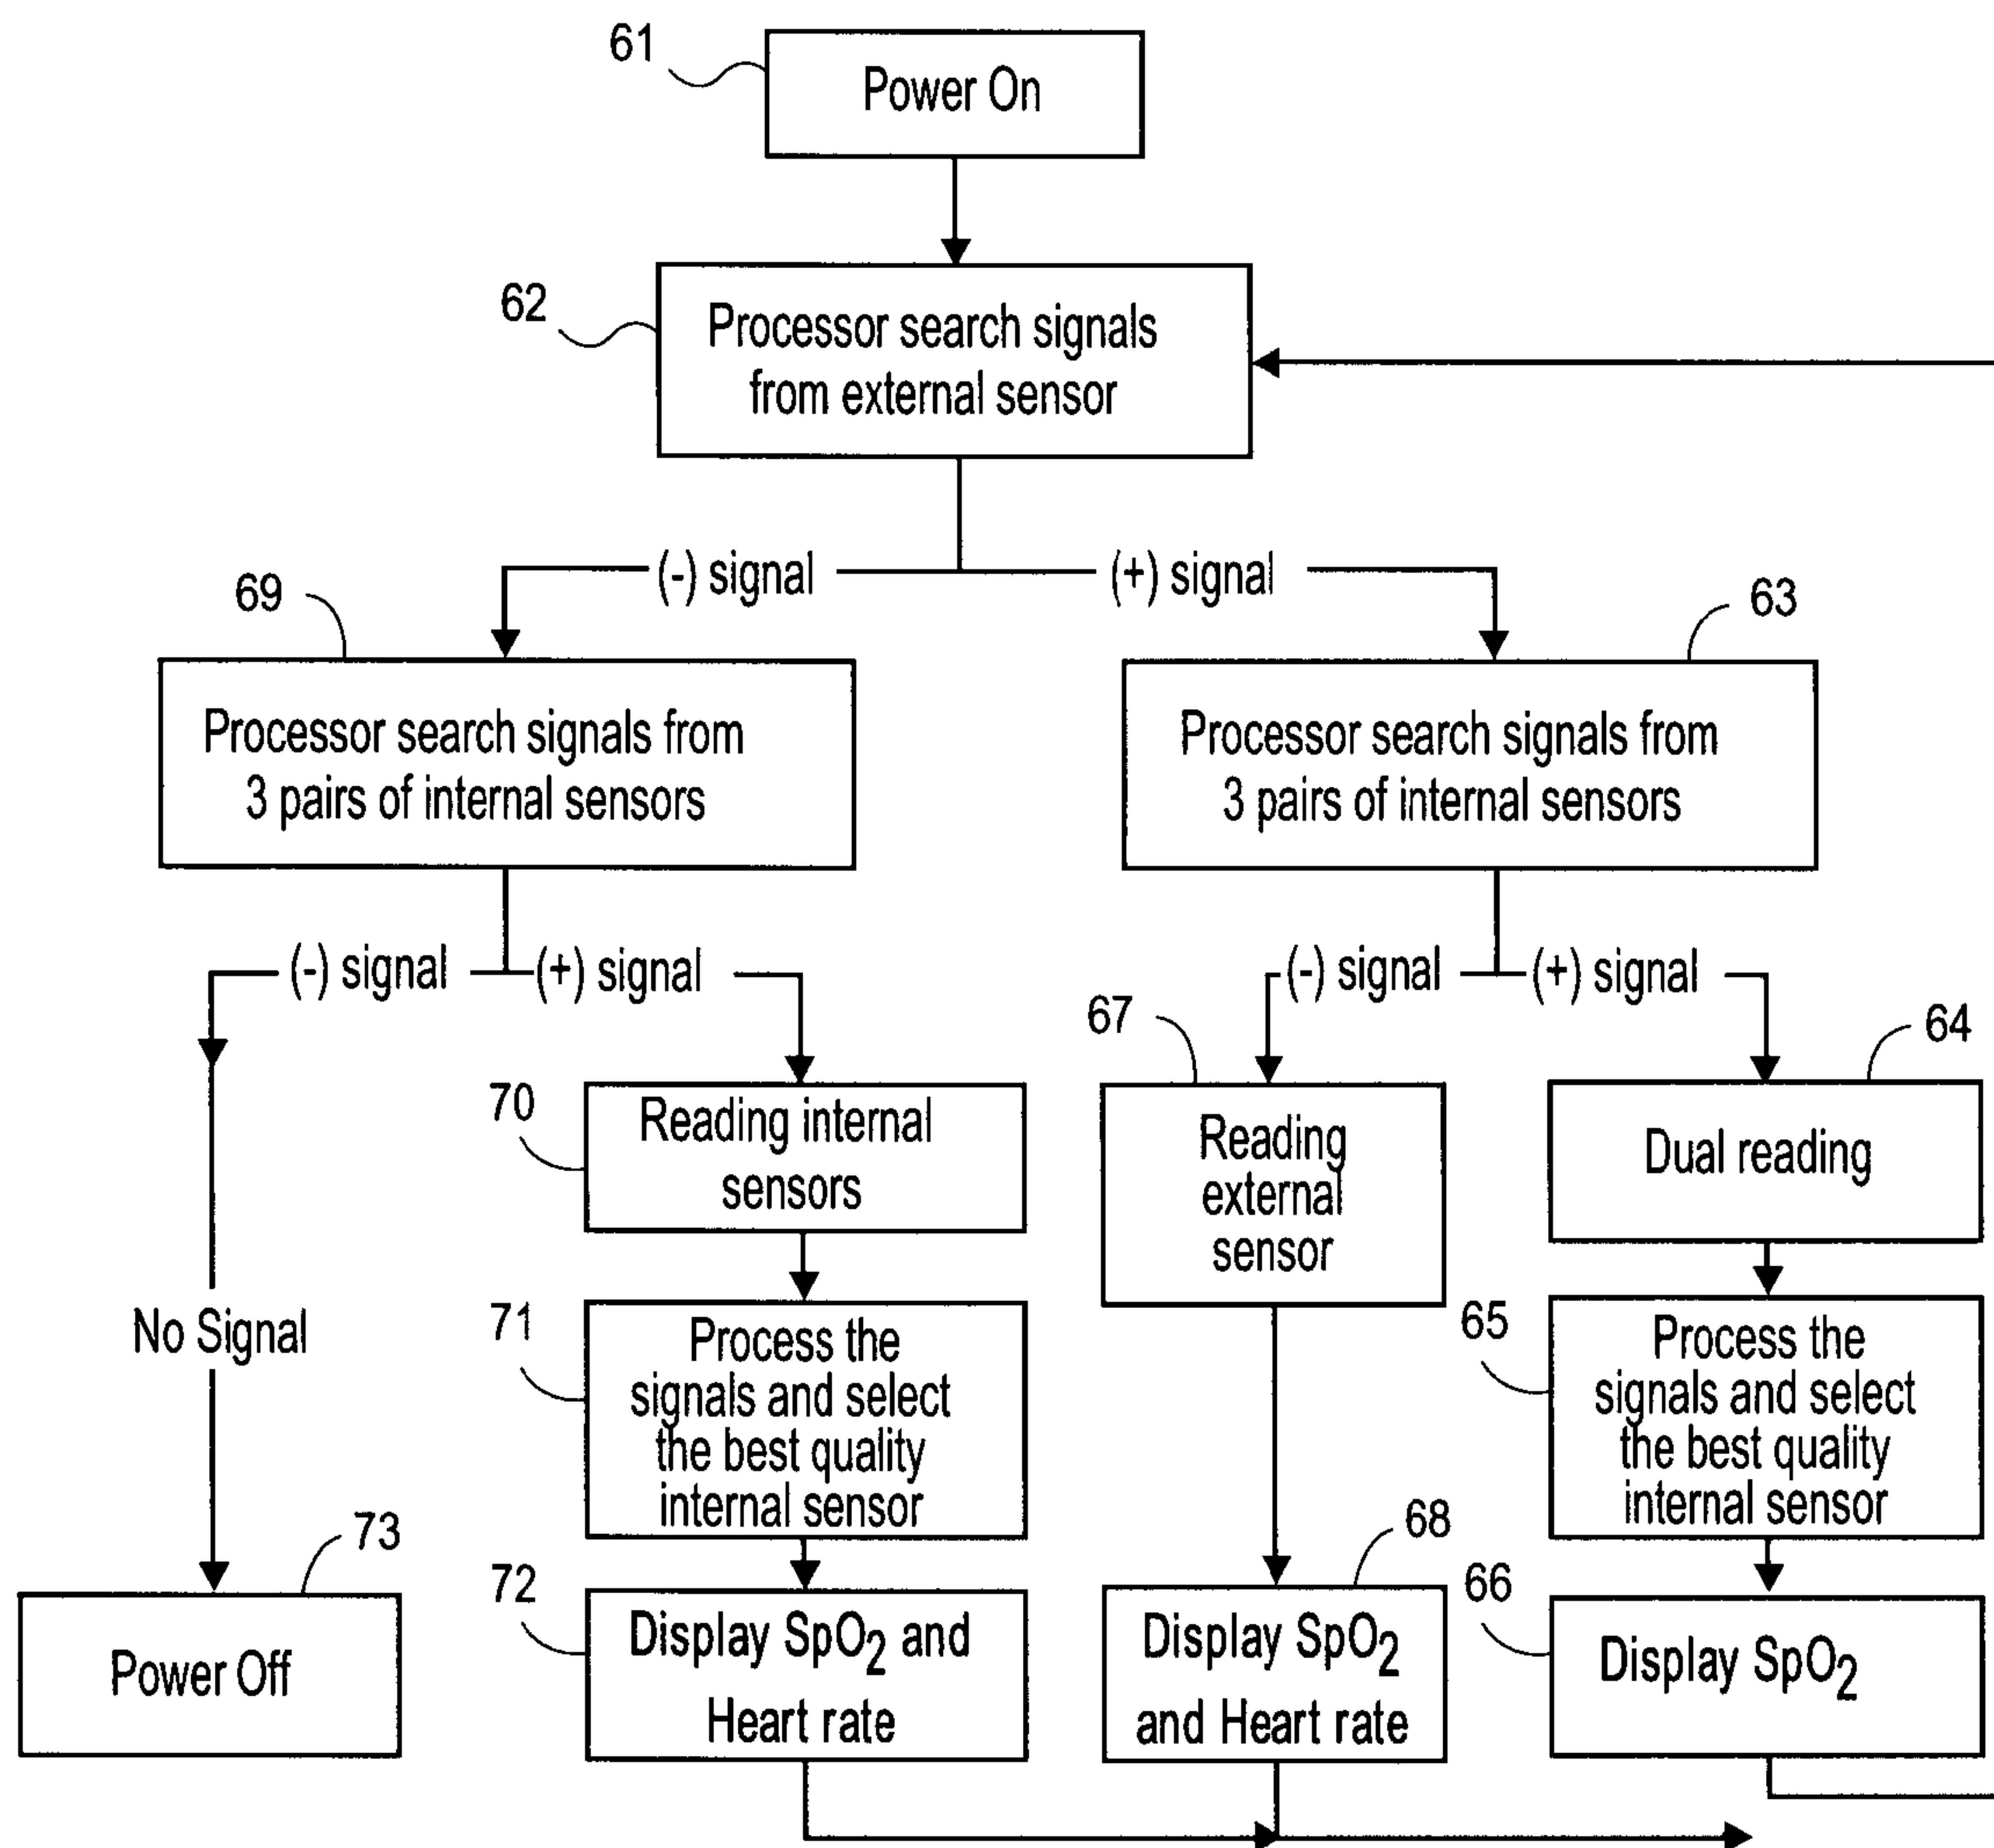 61
Power On
62
Processor search signals
from external sensor
(-) signal
(+) signal
69
63
Processor search signals from
3 pairs of internal sensors
Processor search signals from
3 pairs of internal sensors
(-) signal
(+) signal
(-) signal
(+) signal
67
64
70
Reading internal
sensors
Reading
external
sensor
Dual reading
No Signal
71
Process the
signals and select
the best quality
internal sensor
65
Process the
signals and select
the best quality
internal sensor
73
Power Off
72
Display SpO₂ and
Heart rate
68
Display SpO₂
and Heart rate
66
Display SpO₂